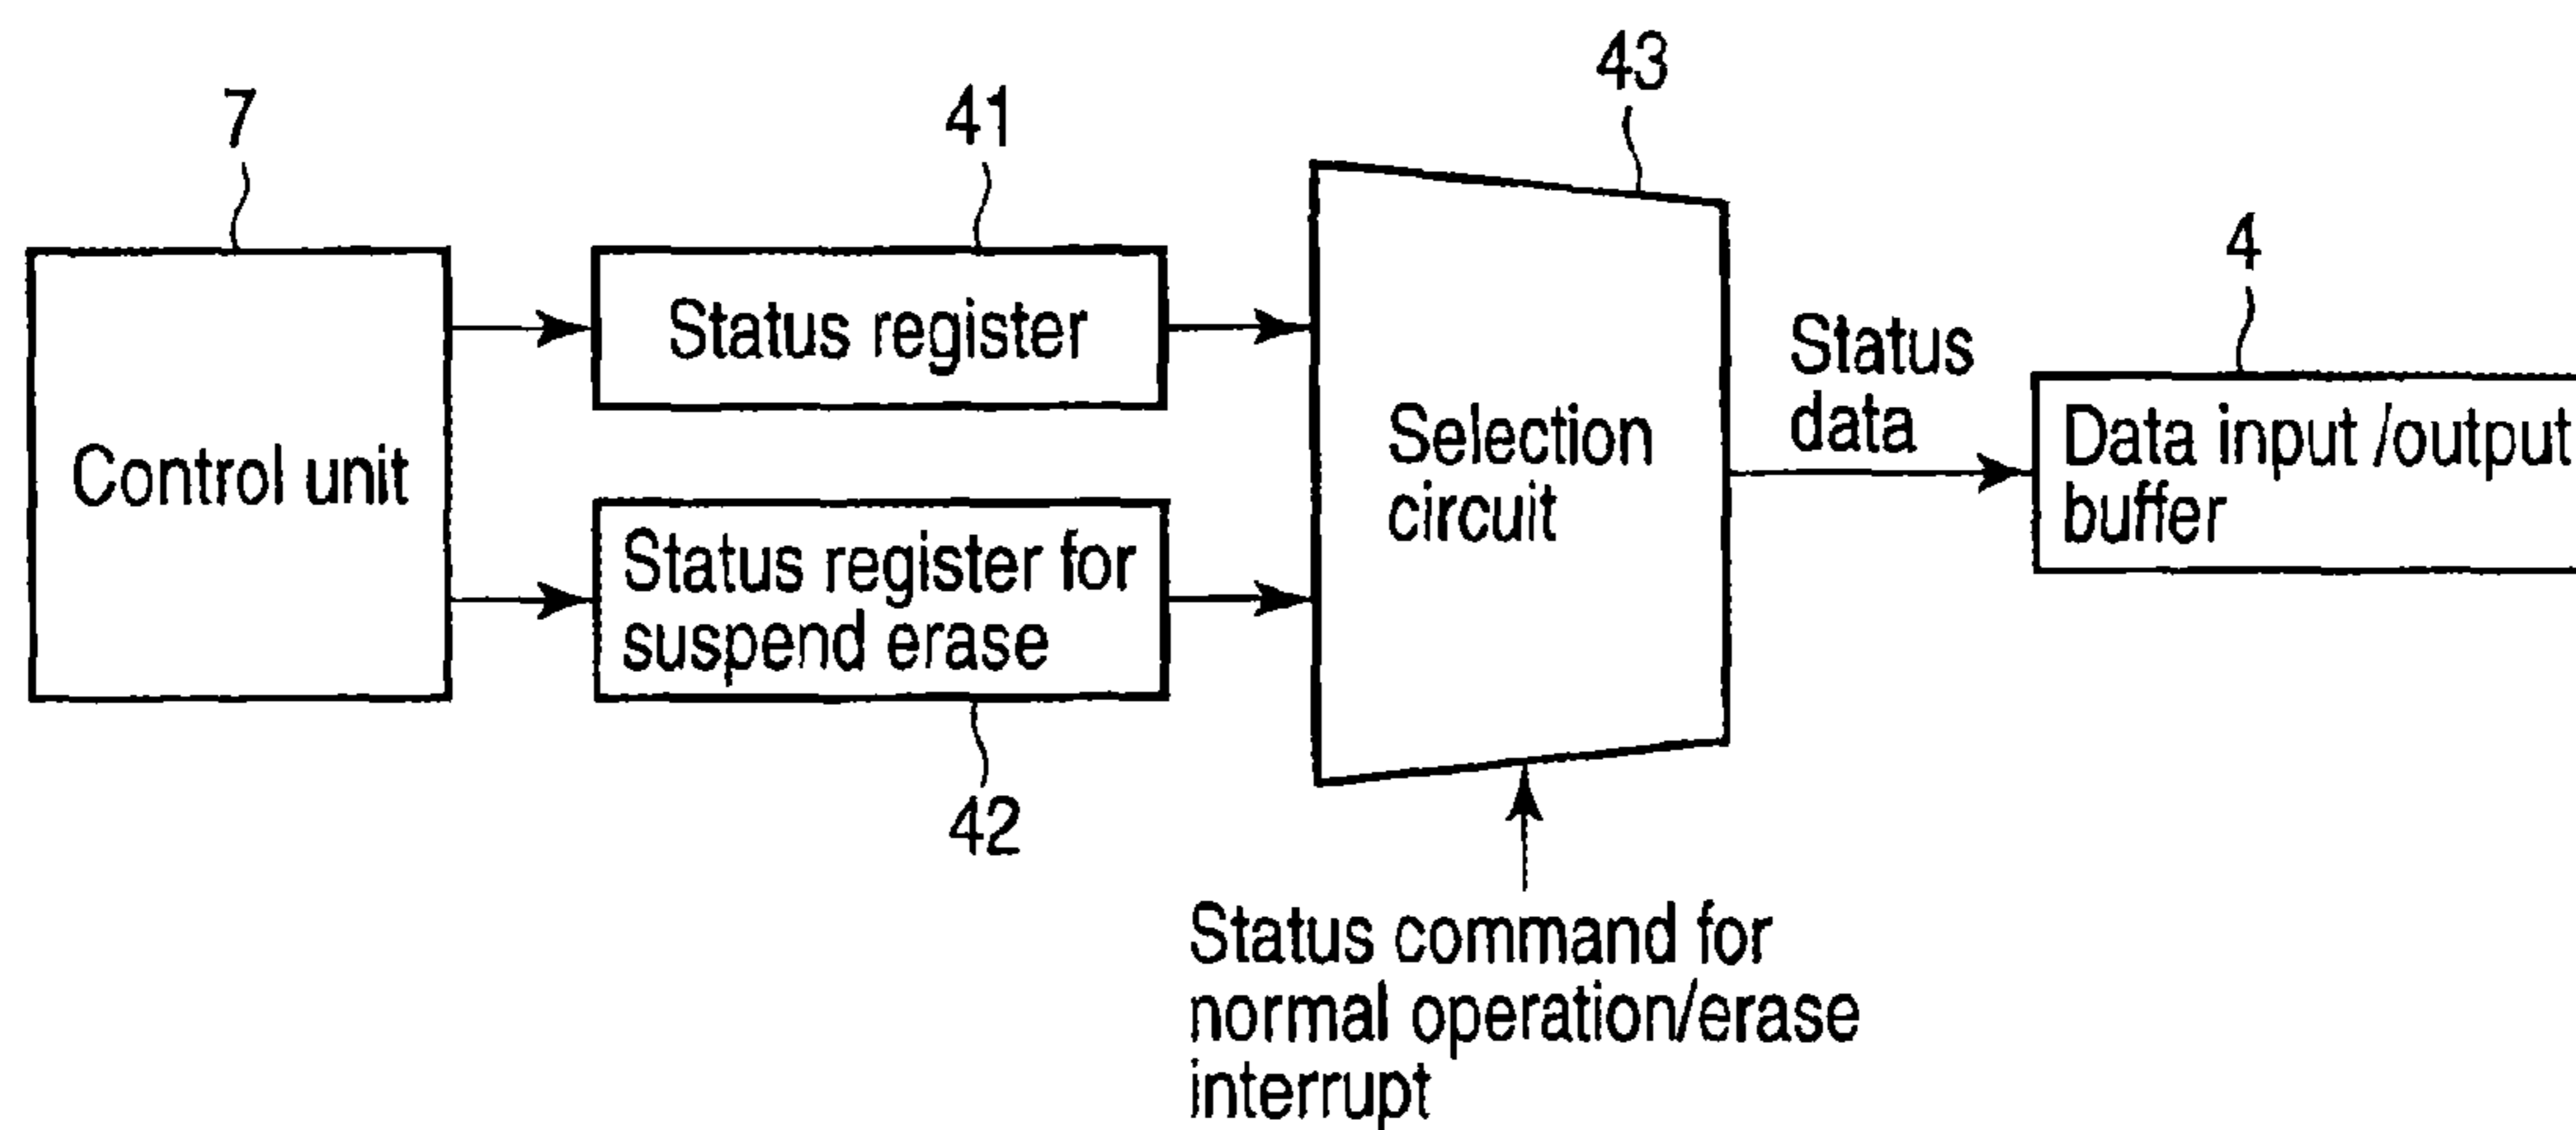 7
41
43
4
Control unit
Status register
Status register for
suspend erase
42
Selection
circuit
Status
data
Data input /output
buffer
Status command for
normal operation/erase
interrupt